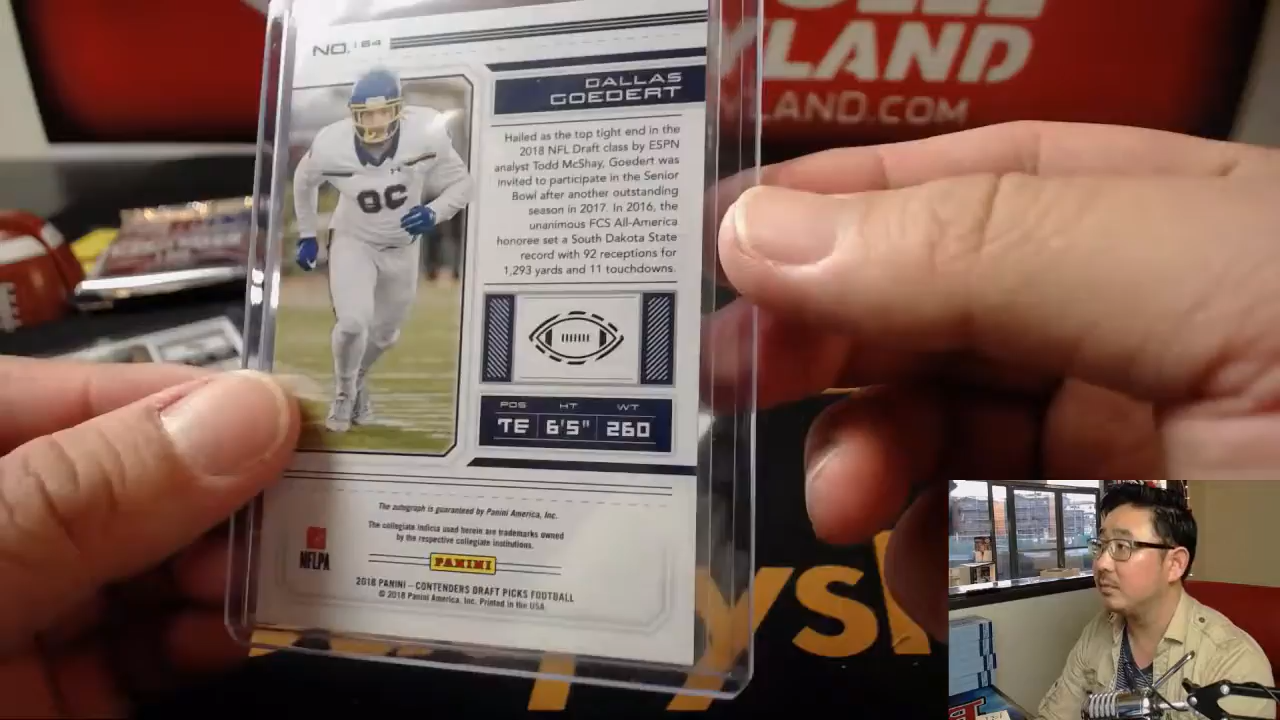 YLAND
YLAND.COM
NO. 164
DALLAS
GOEDERT
Hailed as the top tight end in the
2018 NFL Draft class by ESPN
analyst Todd McShay, Goedert was
invited to participate in the Senior
Bowl after another outstanding
season in 2017. In 2016, the
unanimous FCS All-America
honoree set a South Dakota State
record with 92 receptions for
1,293 yards and 11 touchdowns.
POS HT WT
TE 6'5" 260
The autograph is guaranteed by Panini America, Inc.
The collegiate indicia used herein are trademarks owned
by the respective collegiate institutions.
NFLPA
PANINI
2018 PANINI – CONTENDERS DRAFT PICKS FOOTBALL
© 2018 Panini America, Inc. Printed in the USA.